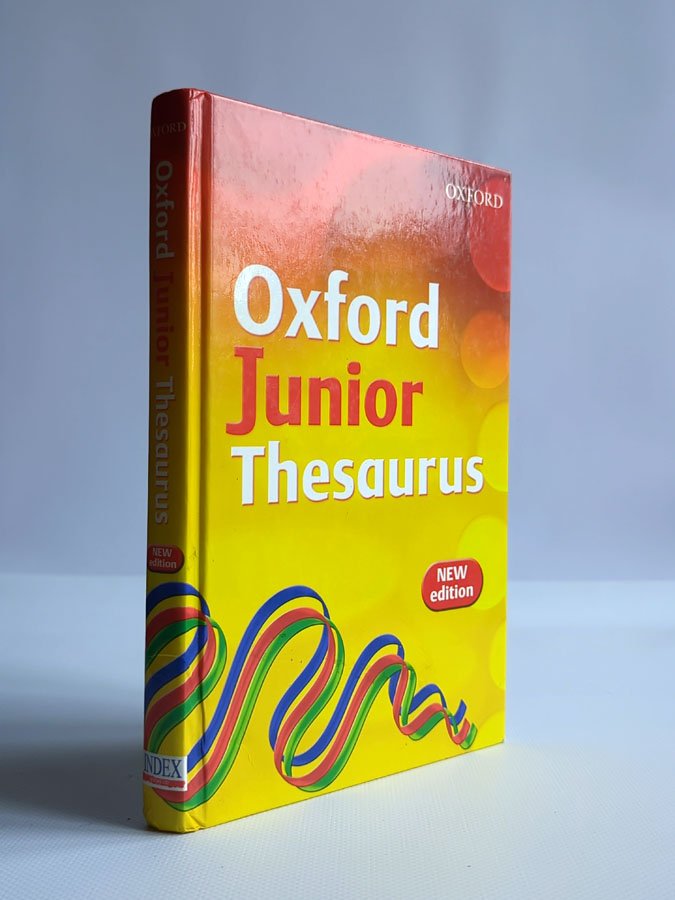 OXFORD
Oxford
Junior
Thesaurus
NEW
edition
OXFORD
Oxford Junior Thesaurus
NEW
edition
INDEX